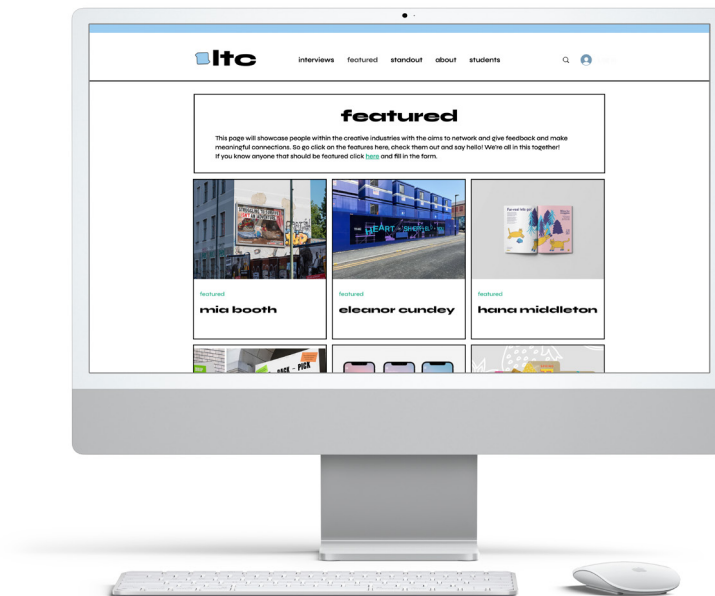 ltc
interviews featured standout about students
featured
This page will showcase people within the creative industries with the aims to network and give feedback and make
meaningful connections. So go click on the features here, check them out and say hello! We're all in this together!
If you know anyone that should be featured click here and fill in the form.
HEART
featured featured featured
mia booth eleanor cundey hana middleton
PICK